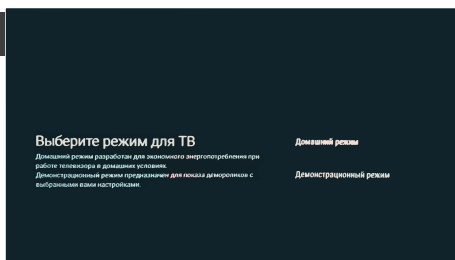 Выберите режим для ТВ
Домашний режим разработан для экономного энергопотребления при
работе телевизора в домашних условиях.
Демонстрационный режим предназначен для показа демороликов с
выбранными вами настройками.
Домашний режим
Демонстрационный режим